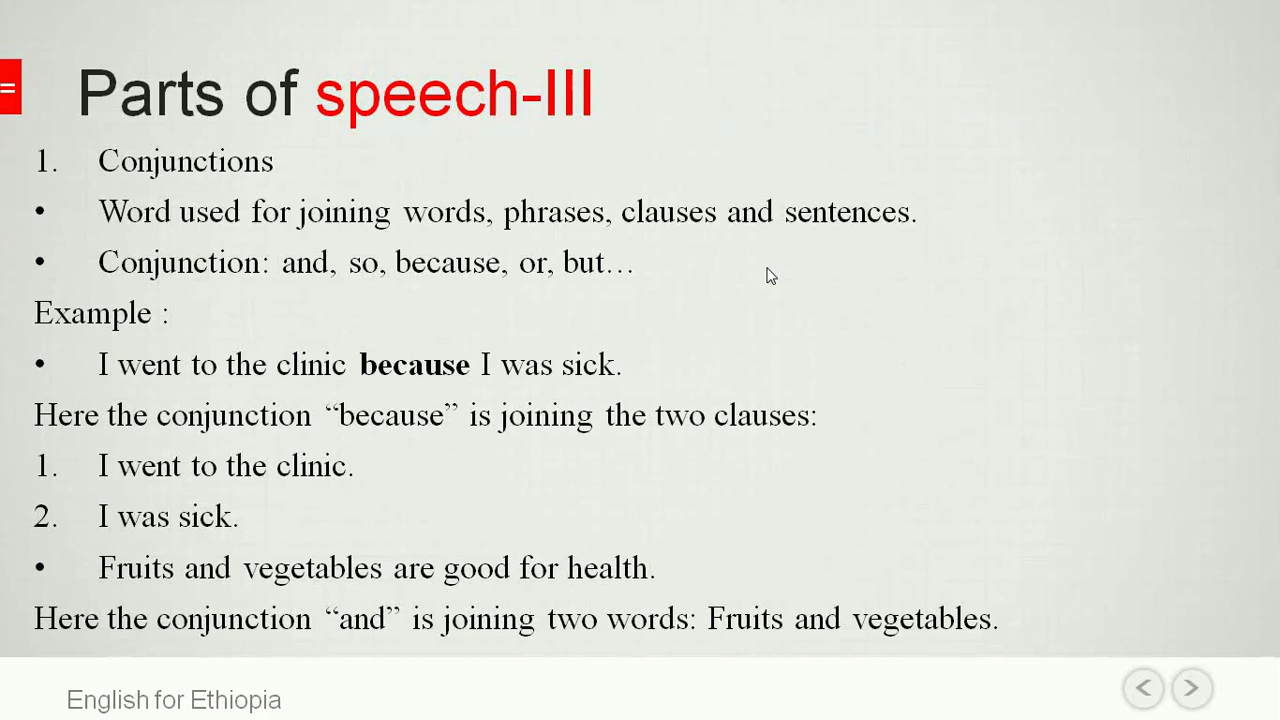 =
Parts of speech-III
1. Conjunctions
• Word used for joining words, phrases, clauses and sentences.
• Conjunction: and, so, because, or, but…
Example :
• I went to the clinic because I was sick.
Here the conjunction “because” is joining the two clauses:
1. I went to the clinic.
2. I was sick.
• Fruits and vegetables are good for health.
Here the conjunction “and” is joining two words: Fruits and vegetables.
English for Ethiopia